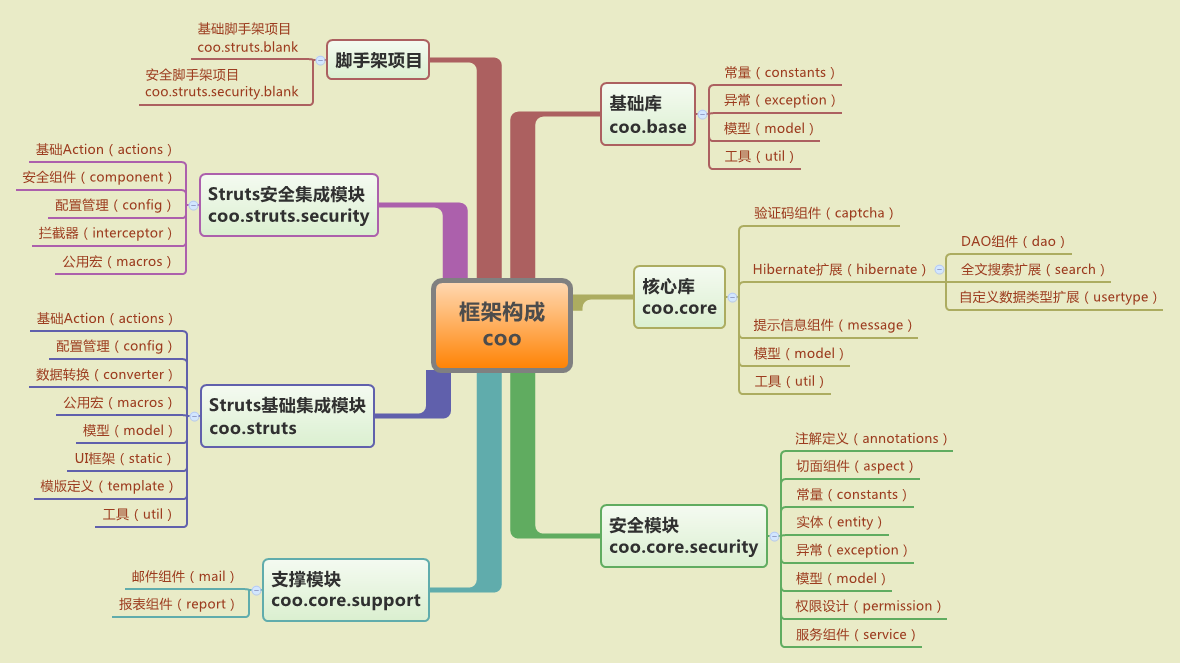 框架构成
coo
基础库
coo.base
常量（constants）
异常（exception）
模型（model）
工具（util）
核心库
coo.core
验证码组件（captcha）
Hibernate扩展（hibernate）
DAO组件（dao）
全文搜索扩展（search）
自定义数据类型扩展（usertype）
提示信息组件（message）
模型（model）
工具（util）
安全模块
coo.core.security
注解定义（annotations）
切面组件（aspect）
常量（constants）
实体（entity）
异常（exception）
模型（model）
权限设计（permission）
服务组件（service）
脚手架项目
基础脚手架项目
coo.struts.blank
安全脚手架项目
coo.struts.security.blank
Struts安全集成模块
coo.struts.security
基础Action（actions）
安全组件（component）
配置管理（config）
拦截器（interceptor）
公用宏（macros）
Struts基础集成模块
coo.struts
基础Action（actions）
配置管理（config）
数据转换（converter）
公用宏（macros）
模型（model）
UI框架（static）
模版定义（template）
工具（util）
支撑模块
coo.core.support
邮件组件（mail）
报表组件（report）